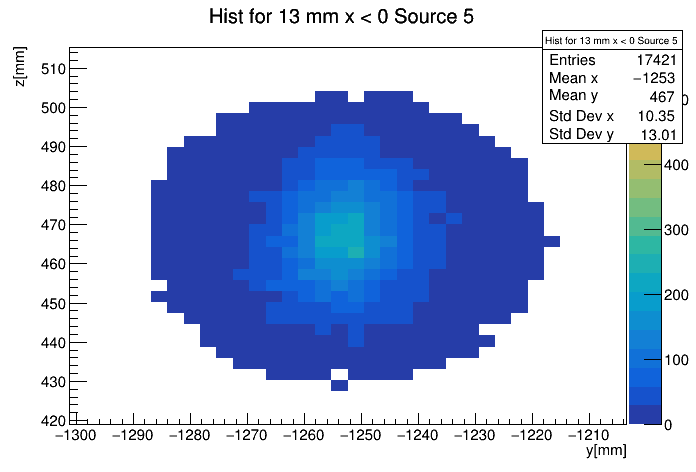 Hist for 13 mm x < 0 Source 5
z[mm]
Hist for 13 mm x < 0 Source 5
Entries 17421
Mean x −1253
Mean y 467
Std Dev x 10.35
Std Dev y 13.01
510
500
490
480
470
460
450
440
430
420
0
400
300
200
100
0
−1300 −1290 −1280 −1270 −1260 −1250 −1240 −1230 −1220 −1210
y[mm]